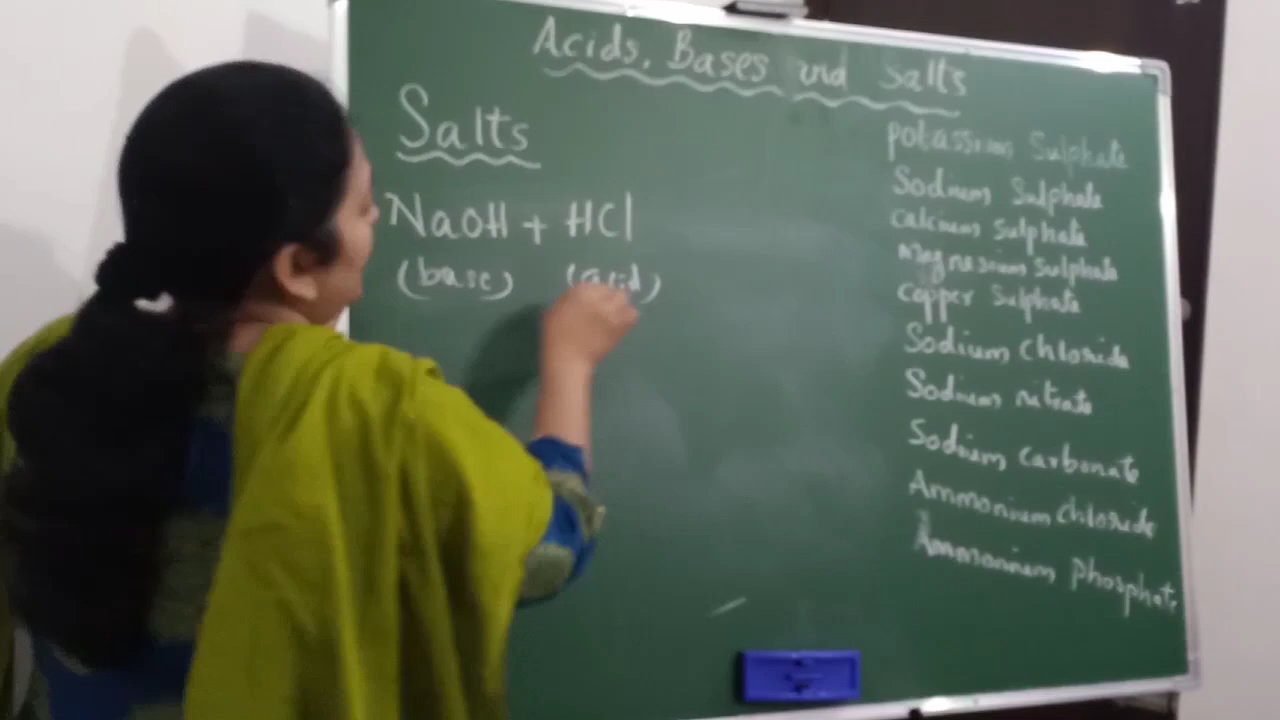 Acids, Bases and Salts
Salts
NaOH + HCl
(base) (acid)
potassium Sulphate
Sodium Sulphate
calcium Sulphate
magnesium Sulphate
copper Sulphate
Sodium chloride
Sodium nitrate
Sodium carbonate
Ammonium chloride
Ammonium phosphate